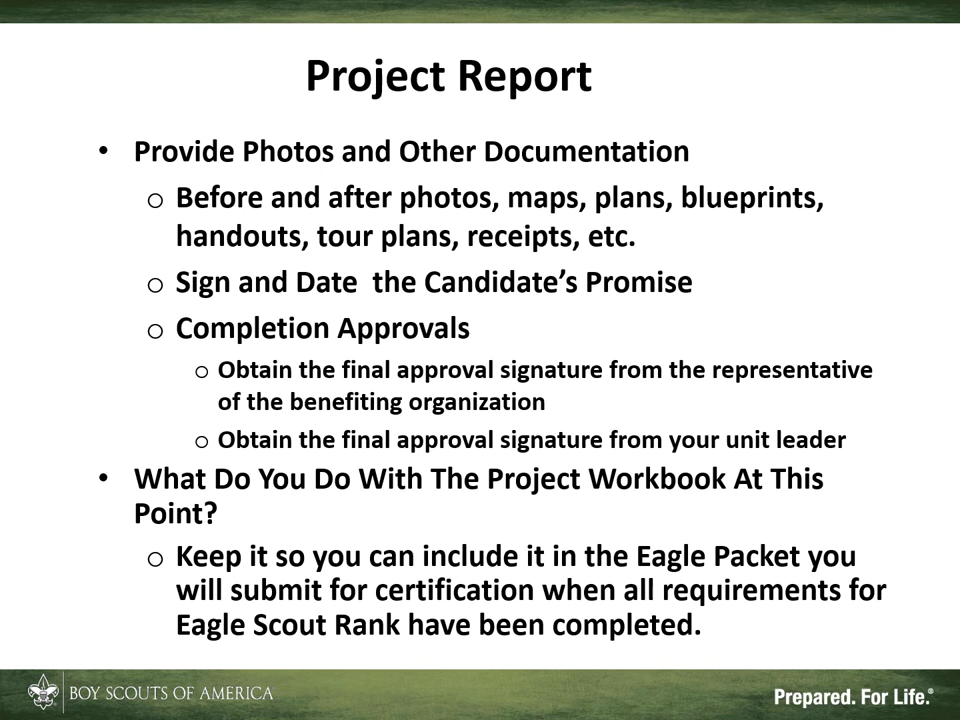 Project Report
• Provide Photos and Other Documentation
o Before and after photos, maps, plans, blueprints,
handouts, tour plans, receipts, etc.
o Sign and Date  the Candidate’s Promise
o Completion Approvals
o Obtain the final approval signature from the representative
of the benefiting organization
o Obtain the final approval signature from your unit leader
• What Do You Do With The Project Workbook At This
Point?
o Keep it so you can include it in the Eagle Packet you
will submit for certification when all requirements for
Eagle Scout Rank have been completed.
BOY SCOUTS OF AMERICA
Prepared. For Life.®